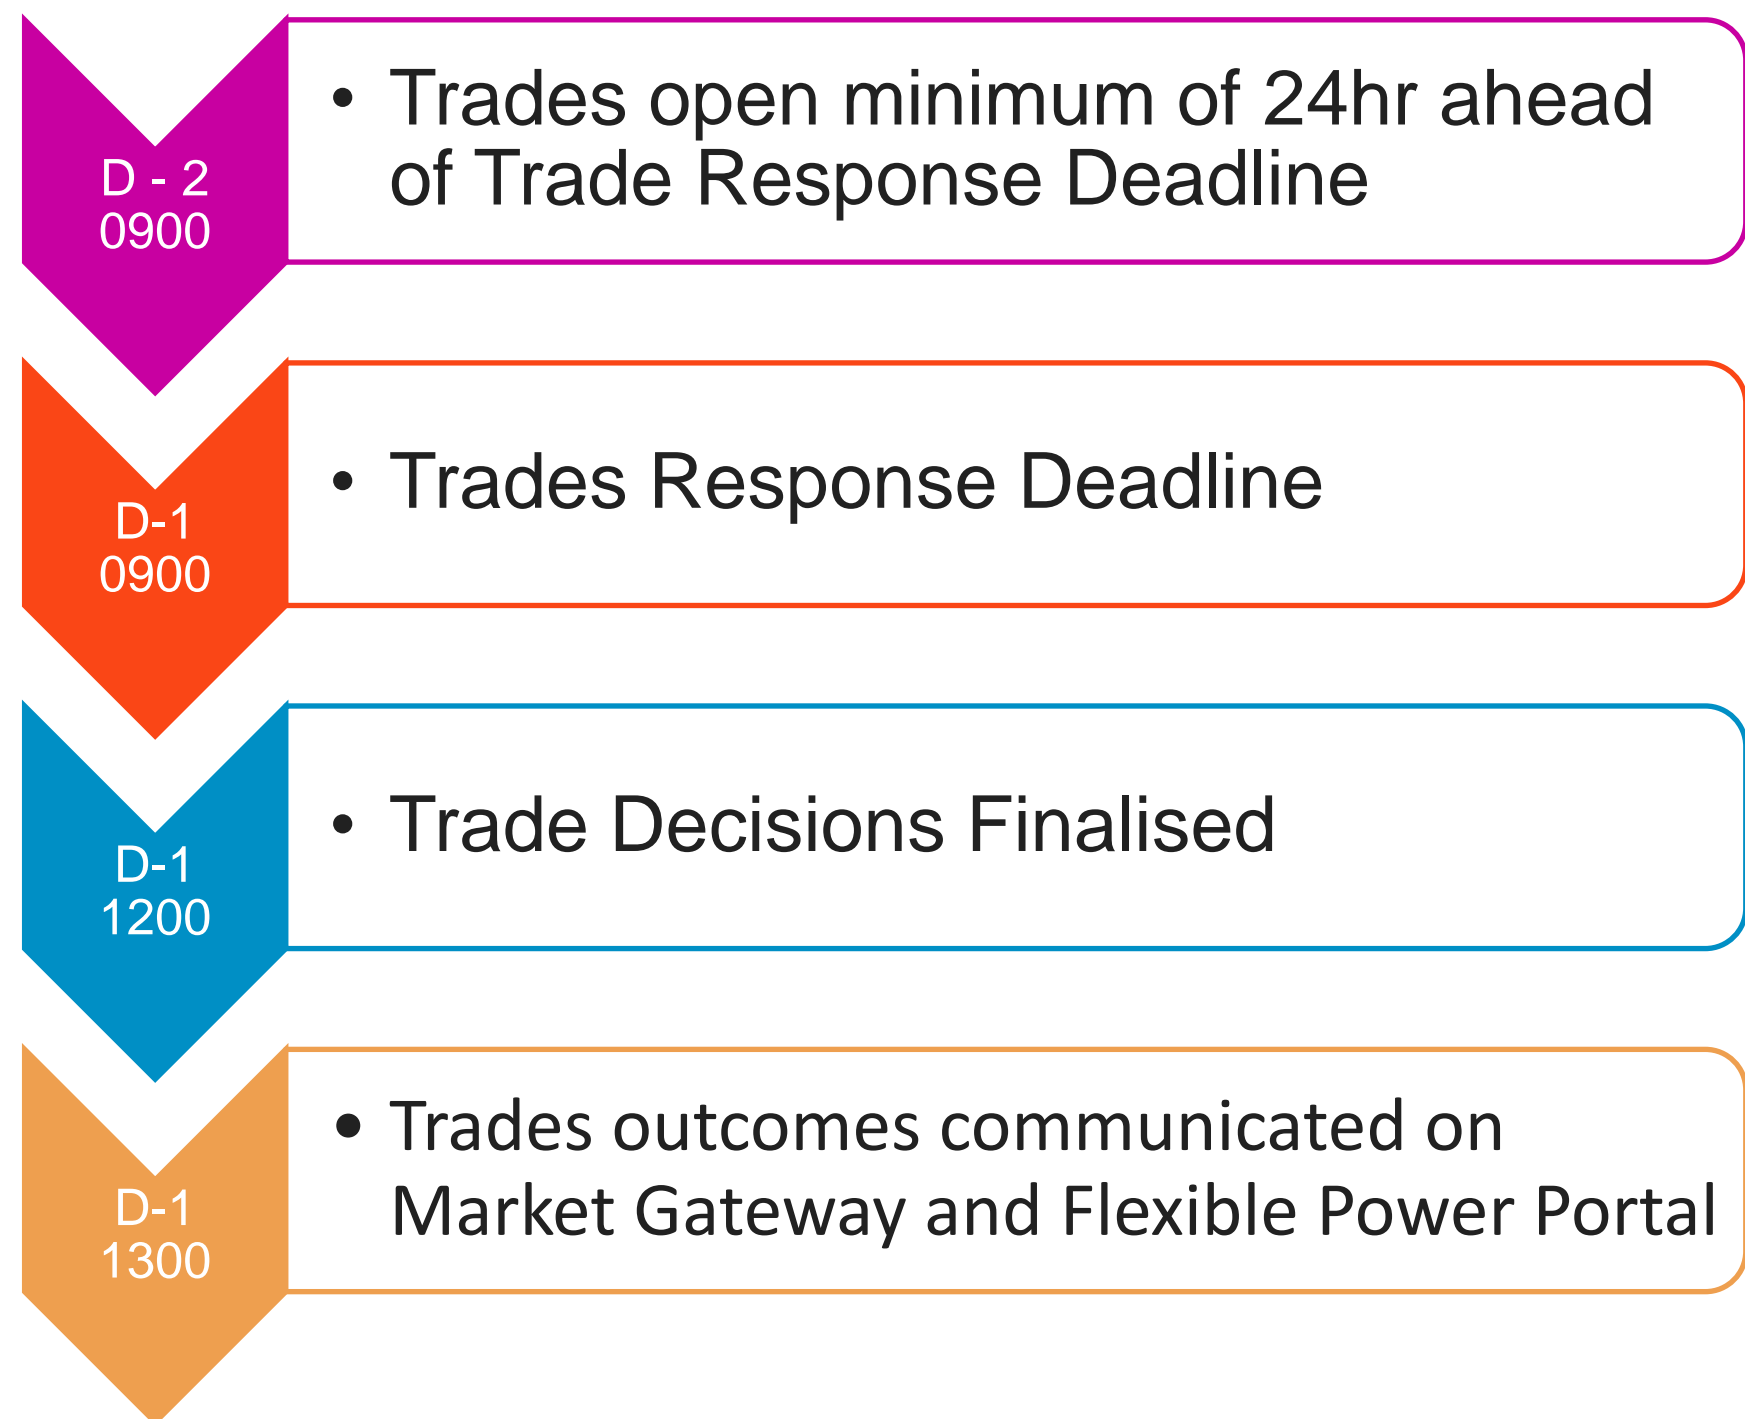 D - 2
0900
• Trades open minimum of 24hr ahead
of Trade Response Deadline
D-1
0900
• Trades Response Deadline
D-1
1200
• Trade Decisions Finalised
D-1
1300
• Trades outcomes communicated on
Market Gateway and Flexible Power Portal